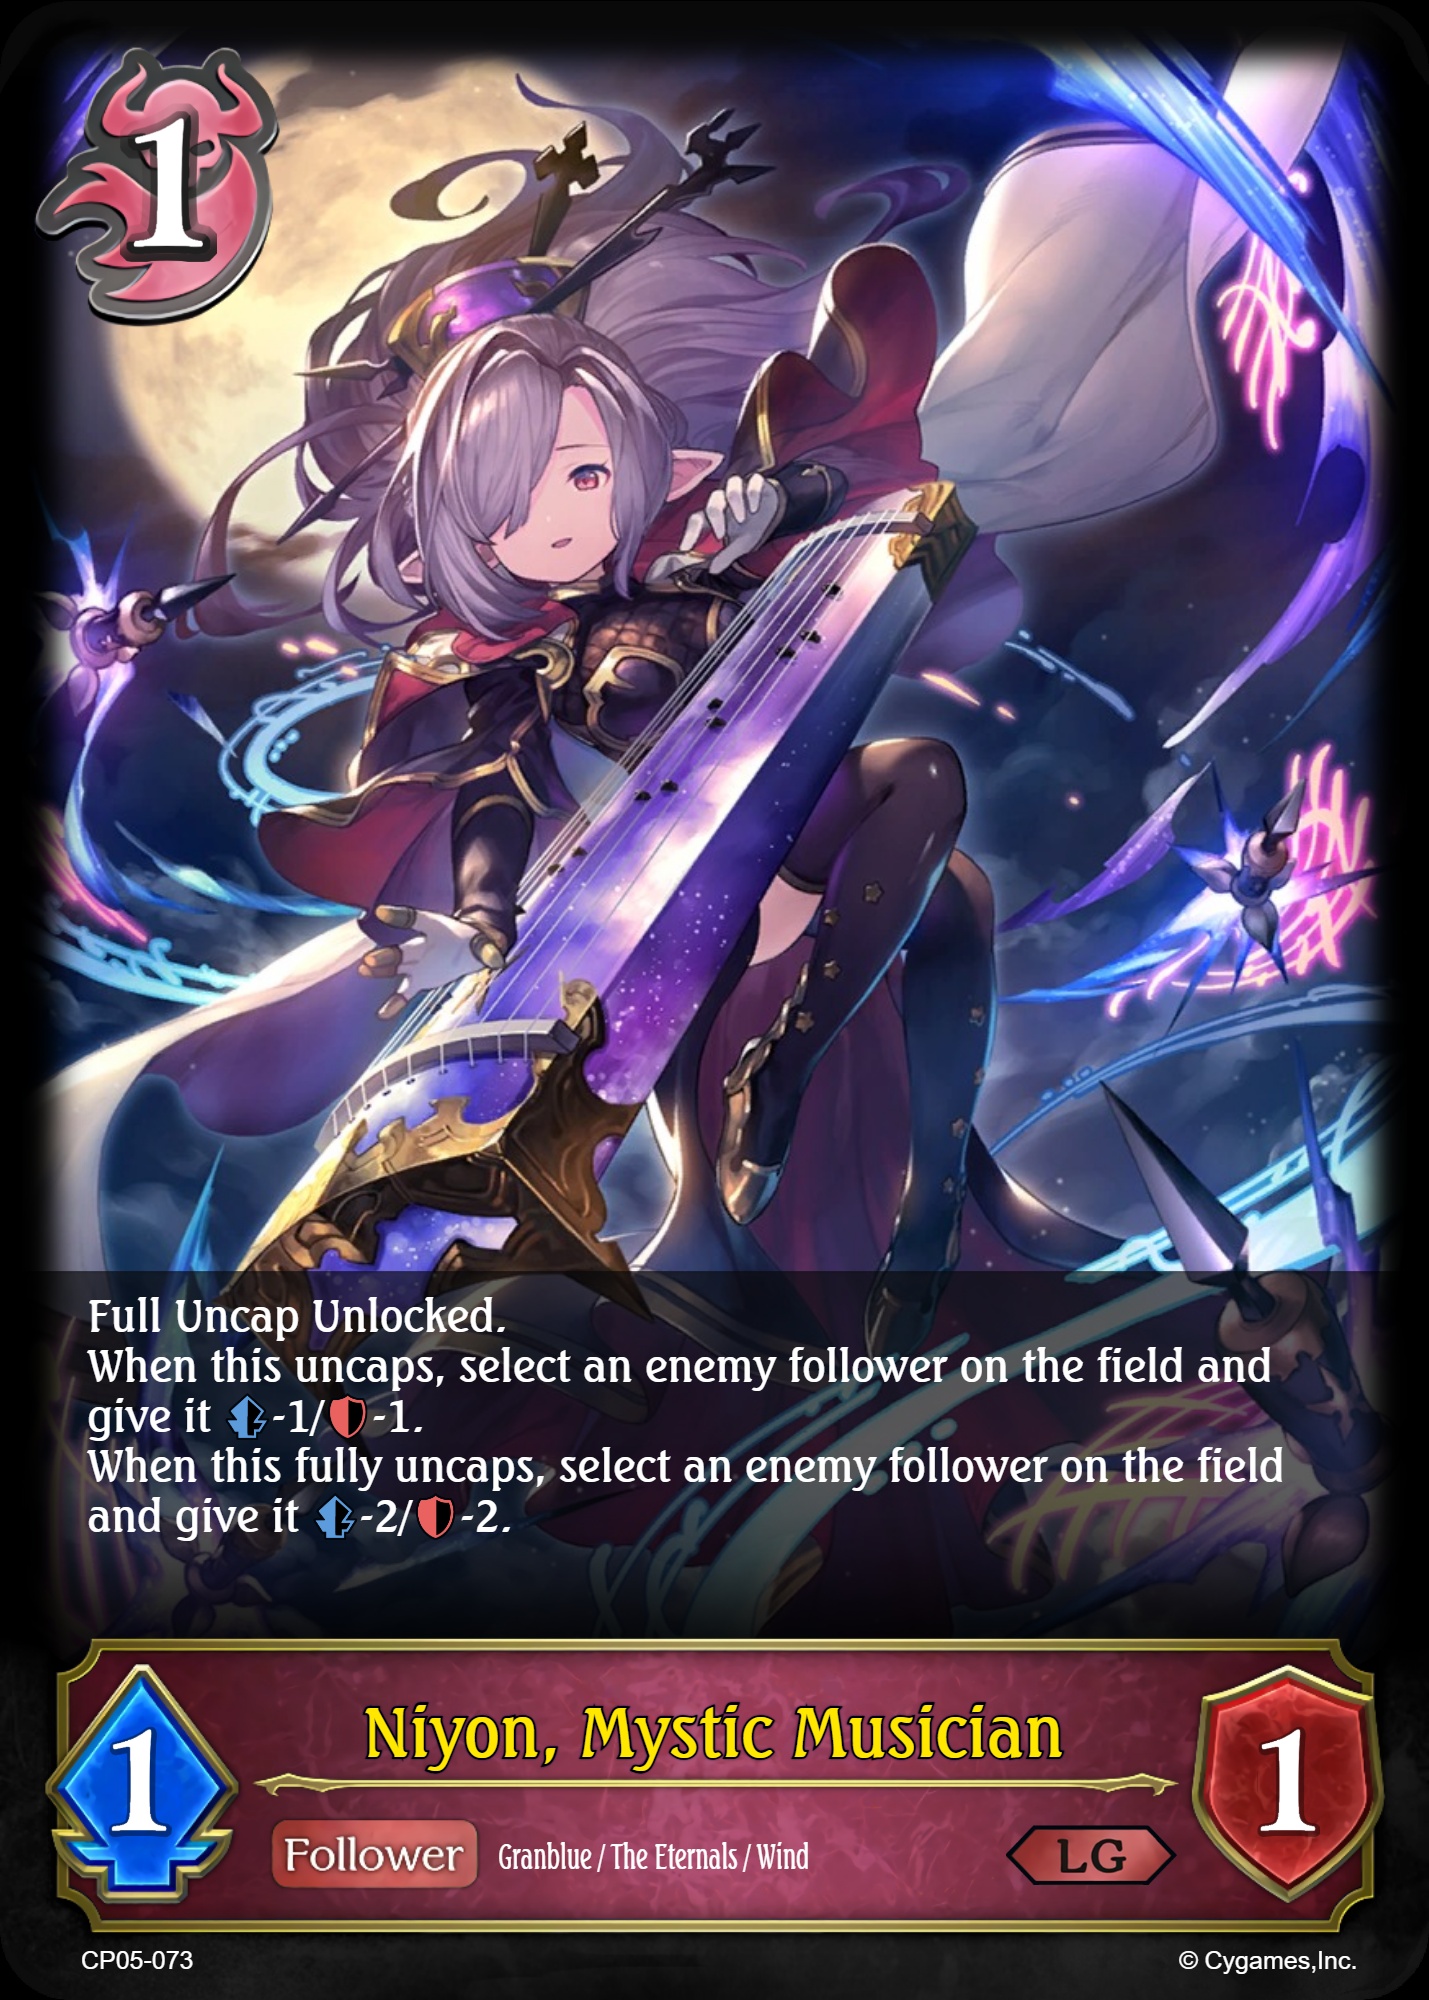 1
Full Uncap Unlocked.
When this uncaps, select an enemy follower on the field and
give it -1/-1.
When this fully uncaps, select an enemy follower on the field
and give it -2/-2.
Niyon, Mystic Musician
1
1
Follower
Granblue / The Eternals / Wind
LG
CP05-073
© Cygames,Inc.